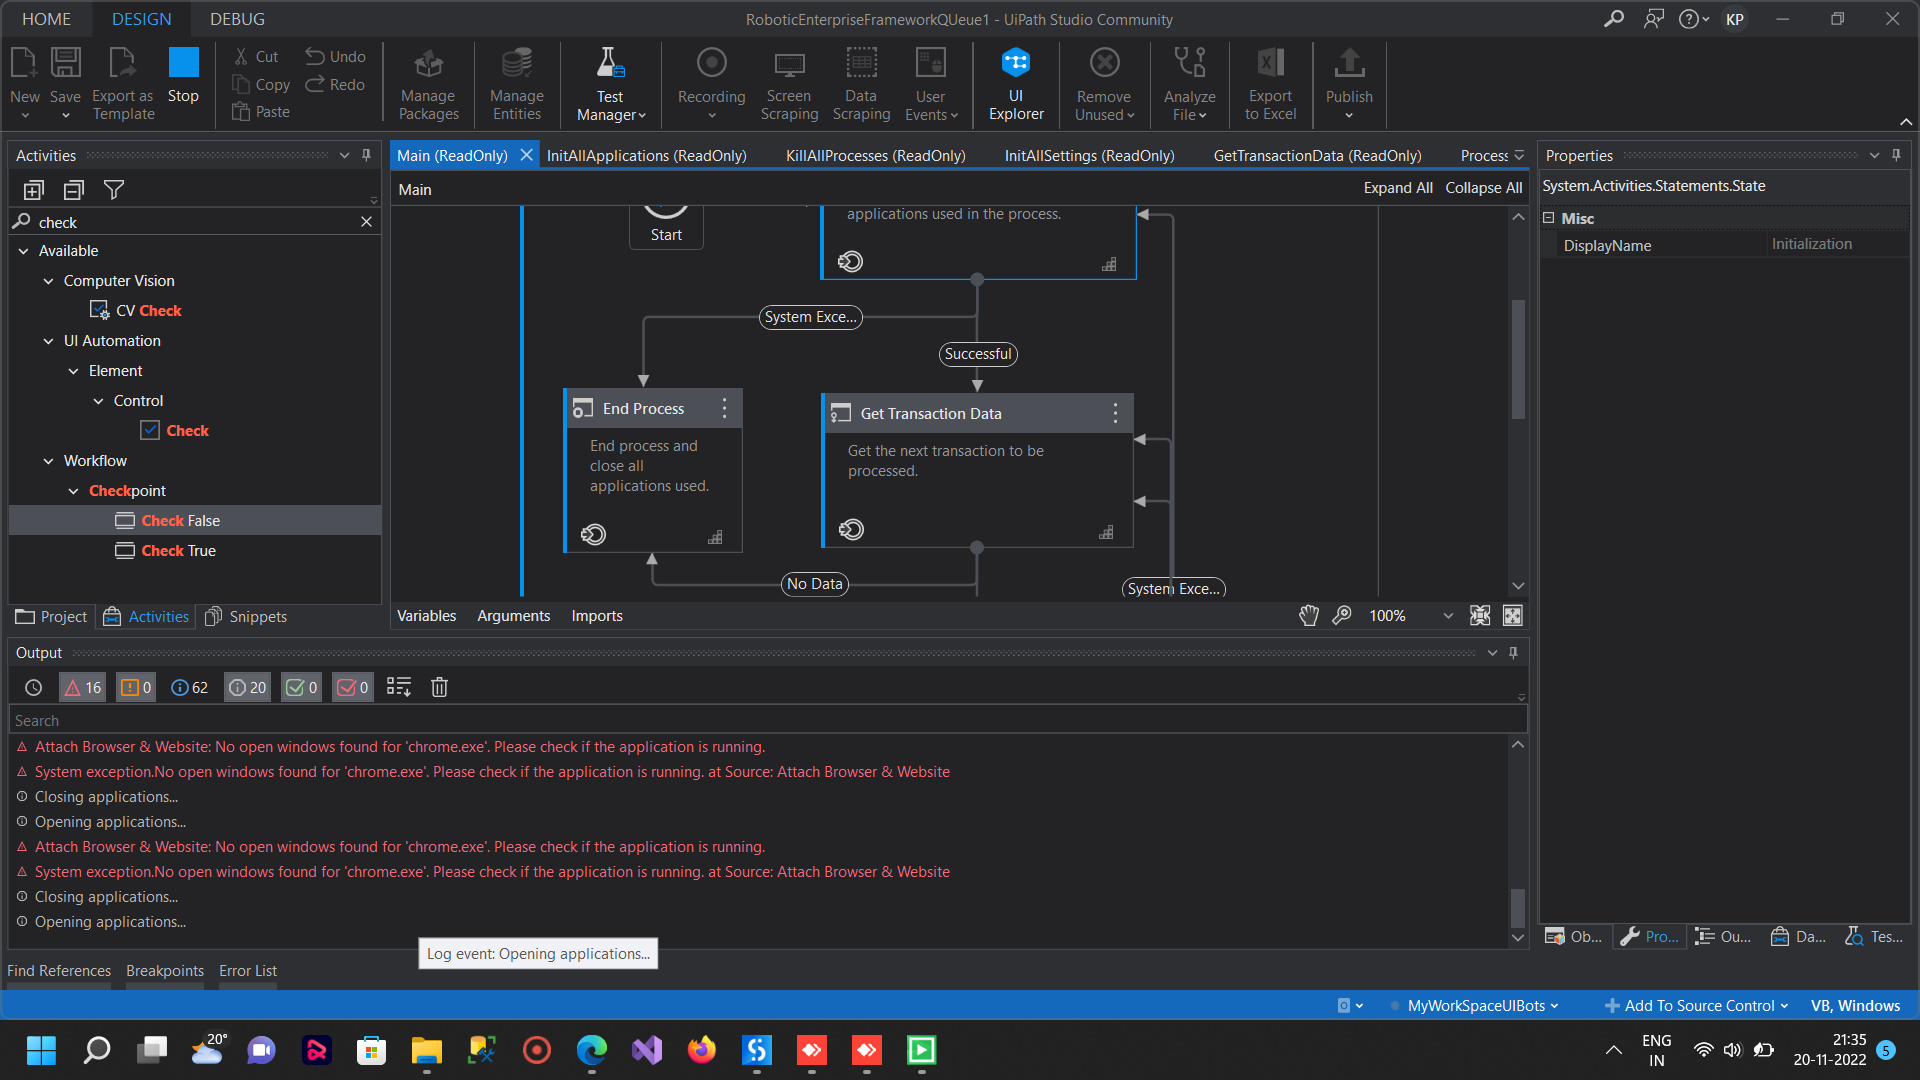 HOME DESIGN DEBUG
RoboticEnterpriseFrameworkQUeue1 - UiPath Studio Community
KP
New
Save
Export as Template
Stop
Cut
Copy
Paste
Undo
Redo
Manage Packages
Manage Entities
Test Manager
Recording
Screen Scraping
Data Scraping
User Events
UI Explorer
Remove Unused
Analyze File
Export to Excel
Publish
Activities
check
Available
Computer Vision
CV Check
UI Automation
Element
Control
Check
Workflow
Checkpoint
Check False
Check True
Project Activities Snippets
Main (ReadOnly) InitAllApplications (ReadOnly) KillAllProcesses (ReadOnly) InitAllSettings (ReadOnly) GetTransactionData (ReadOnly) Process
Main
Expand All Collapse All
Start
applications used in the process.
System Exce...
Successful
End Process
End process and
close all
applications used.
Get Transaction Data
Get the next transaction to be
processed.
No Data
System Exce...
Variables Arguments Imports
100%
Properties
System.Activities.Statements.State
Misc
DisplayName Initialization
Output
16 0 62 20 0 0
Search
Attach Browser & Website: No open windows found for 'chrome.exe'. Please check if the application is running.
System exception.No open windows found for 'chrome.exe'. Please check if the application is running. at Source: Attach Browser & Website
Closing applications...
Opening applications...
Attach Browser & Website: No open windows found for 'chrome.exe'. Please check if the application is running.
System exception.No open windows found for 'chrome.exe'. Please check if the application is running. at Source: Attach Browser & Website
Closing applications...
Opening applications...
Log event: Opening applications...
Ob... Pro... Ou... Da... Tes...
Find References Breakpoints Error List
MyWorkSpaceUIBots
Add To Source Control
VB, Windows
20°
ENG
IN
21:35
20-11-2022
5